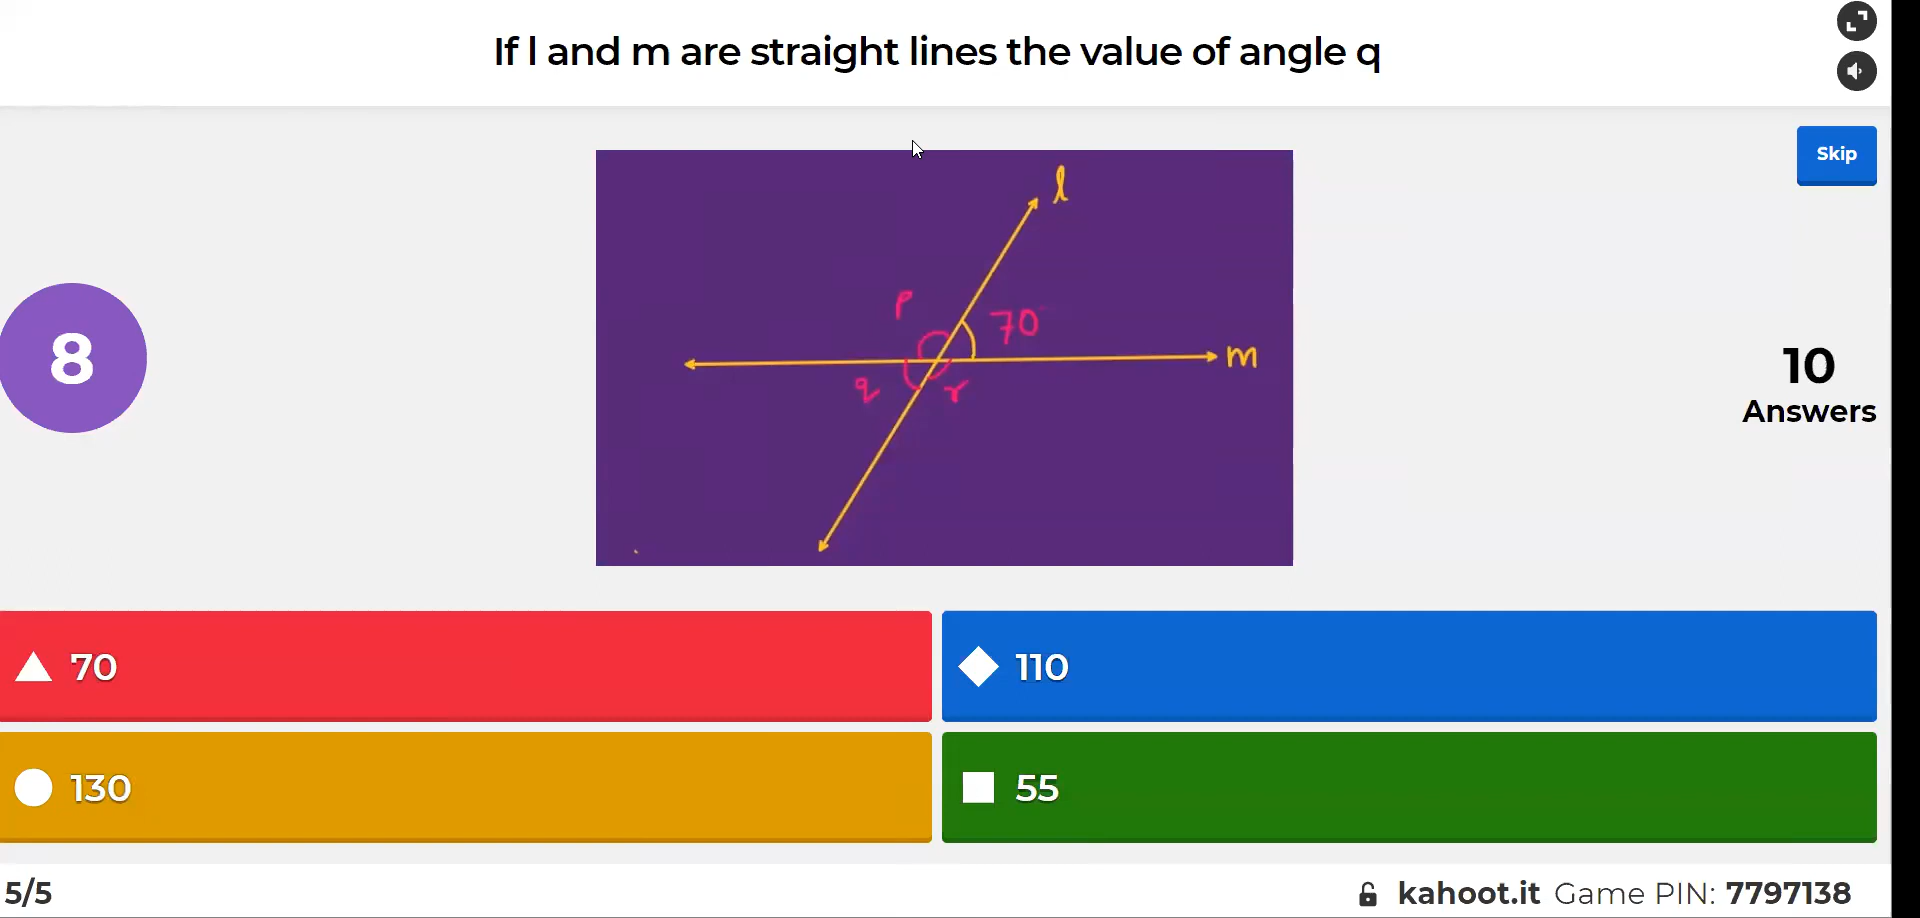 If l and m are straight lines the value of angle q
Skip
l
p
70
m
q
r
8
10
Answers
70
110
130
55
5/5
kahoot.it Game PIN: 7797138